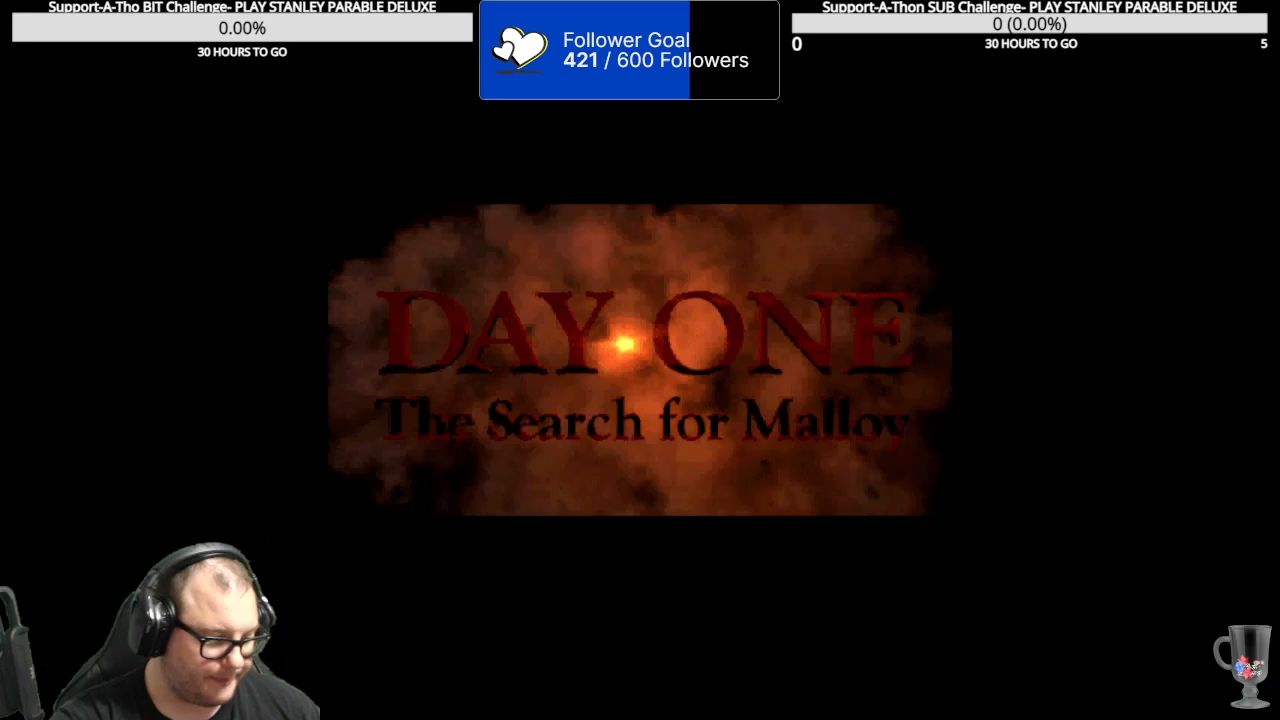 Support-A-Tho BIT Challenge- PLAY STANLEY PARABLE DELUXE
0.00%
30 HOURS TO GO
Follower Goal
421 / 600 Followers
Support-A-Thon SUB Challenge- PLAY STANLEY PARABLE DELUXE
0 (0.00%)
0
30 HOURS TO GO
5
DAY ONE
The Search for Malloy